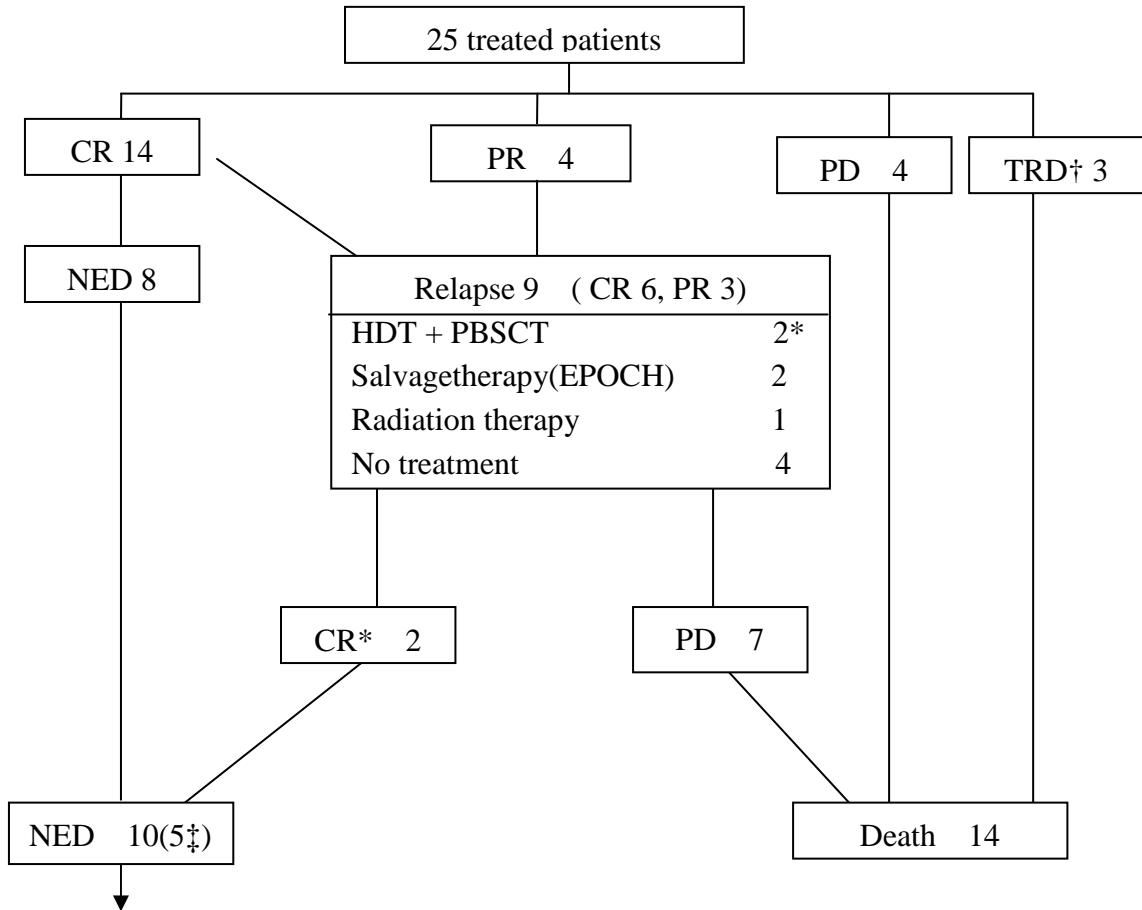 25 treated patients
CR 14
PR 4
PD 4
TRD† 3
NED 8
Relapse 9 ( CR 6, PR 3)
HDT + PBSCT 2*
Salvagetherapy(EPOCH) 2
Radiation therapy 1
No treatment 4
CR* 2
PD 7
NED 10(5‡)
Death 14